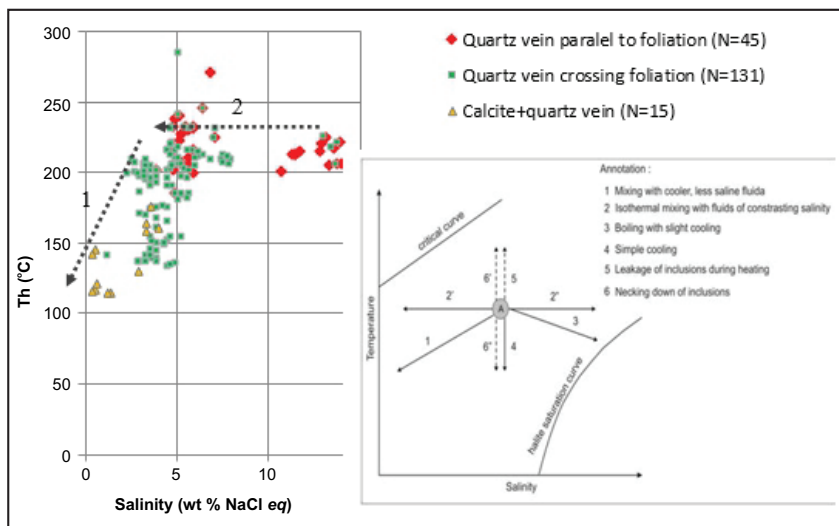 Quartz vein paralel to foliation (N=45)
Quartz vein crossing foliation (N=131)
Calcite+quartz vein (N=15)
Th (°C)
300
250
200
150
100
50
0
0
5
10
Salinity (wt % NaCl eq)
1
2
Annotation :
1 Mixing with cooler, less saline fluida
2 Isothermal mixing with fluids of constrasting salinity
3 Boiling with slight cooling
4 Simple cooling
5 Leakage of inclusions during heating
6 Necking down of inclusions
Temperature
critical curve
6'
5
2'
A
2''
1
6''
4
3
halite saturation curve
Salinity